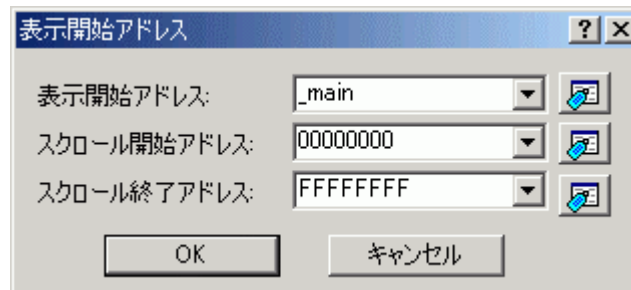 表示開始アドレス
表示開始アドレス: _main
スクロール開始アドレス: 00000000
スクロール終了アドレス: FFFFFFFF
OK キャンセル